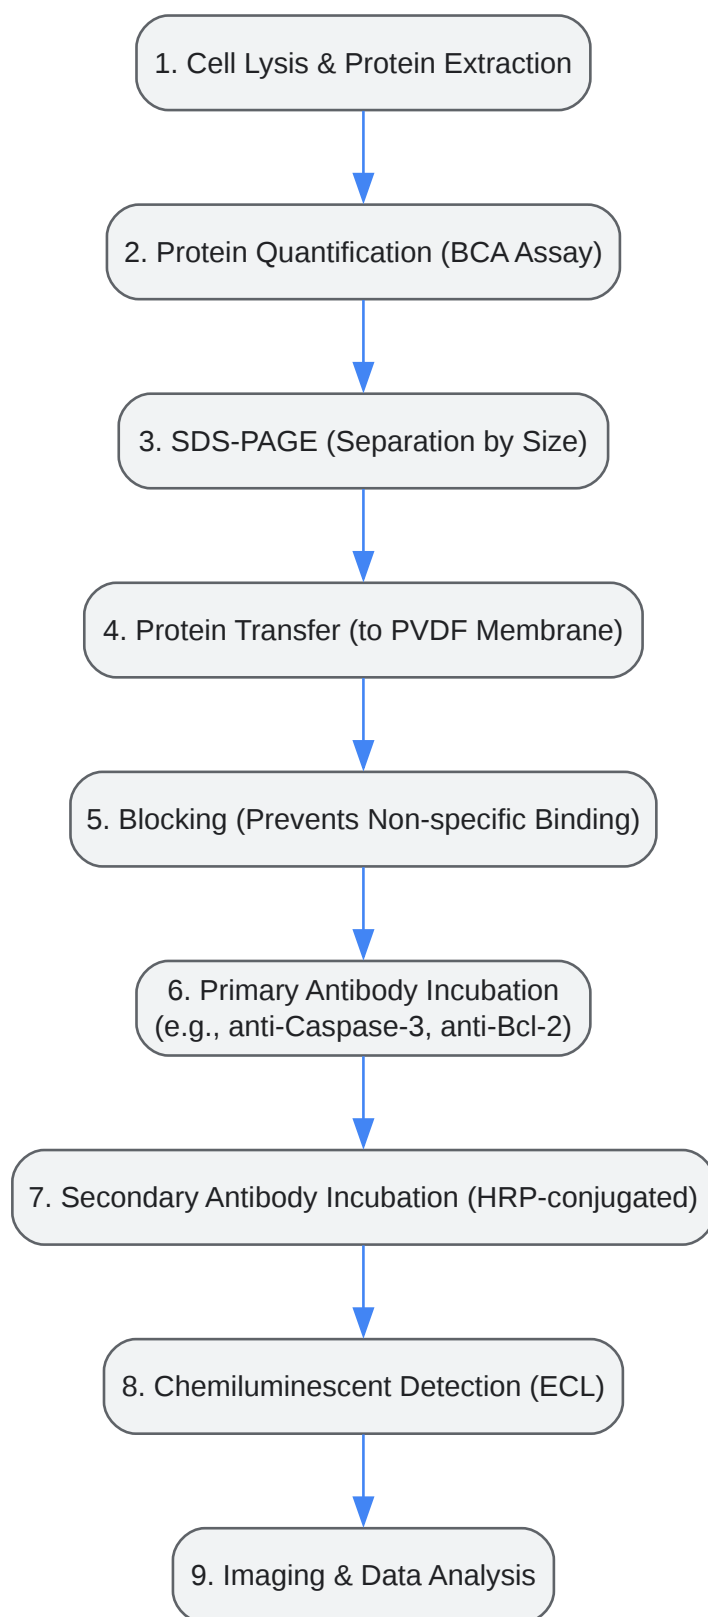 1. Cell Lysis & Protein Extraction
2. Protein Quantification (BCA Assay)
3. SDS-PAGE (Separation by Size)
4. Protein Transfer (to PVDF Membrane)
5. Blocking (Prevents Non-specific Binding)
6. Primary Antibody Incubation
(e.g., anti-Caspase-3, anti-Bcl-2)
7. Secondary Antibody Incubation (HRP-conjugated)
8. Chemiluminescent Detection (ECL)
9. Imaging & Data Analysis